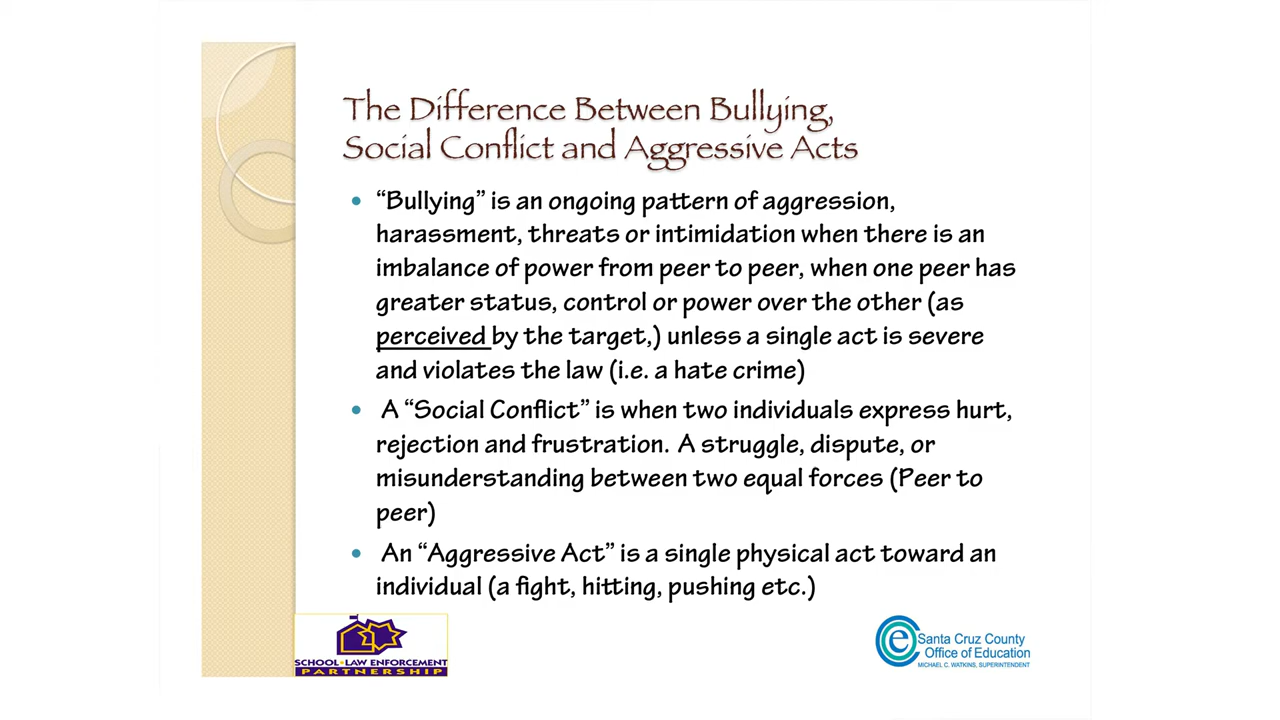 The Difference Between Bullying,
Social Conflict and Aggressive Acts
• “Bullying” is an ongoing pattern of aggression,
harassment, threats or intimidation when there is an
imbalance of power from peer to peer, when one peer has
greater status, control or power over the other (as
perceived by the target,) unless a single act is severe
and violates the law (i.e. a hate crime)
• A “Social Conflict” is when two individuals express hurt,
rejection and frustration. A struggle, dispute, or
misunderstanding between two equal forces (Peer to
peer)
• An “Aggressive Act” is a single physical act toward an
individual (a fight, hitting, pushing etc.)
SCHOOL • LAW ENFORCEMENT
PARTNERSHIP
e
Santa Cruz County
Office of Education
MICHAEL C. WATKINS, SUPERINTENDENT